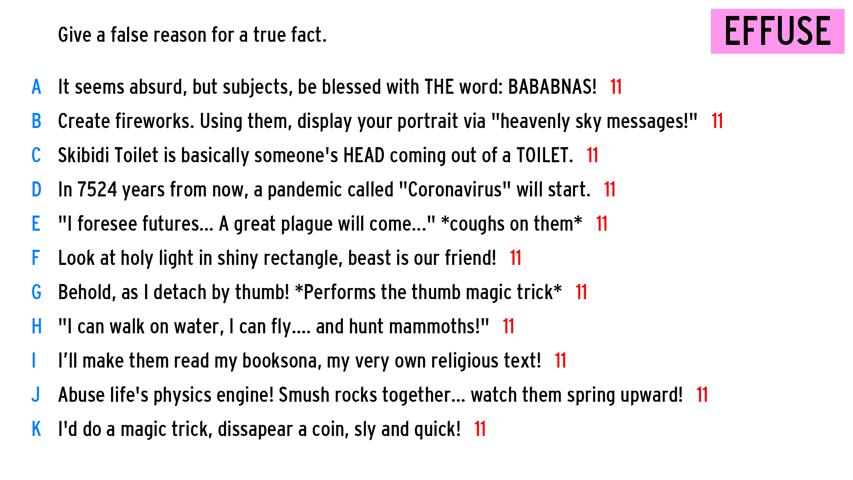 Give a false reason for a true fact.
EFFUSE
A It seems absurd, but subjects, be blessed with THE word: BABABNAS! 11
B Create fireworks. Using them, display your portrait via "heavenly sky messages!" 11
C Skibidi Toilet is basically someone's HEAD coming out of a TOILET. 11
D In 7524 years from now, a pandemic called "Coronavirus" will start. 11
E "I foresee futures... A great plague will come..." *coughs on them* 11
F Look at holy light in shiny rectangle, beast is our friend! 11
G Behold, as I detach by thumb! *Performs the thumb magic trick* 11
H "I can walk on water, I can fly.... and hunt mammoths!" 11
I I'll make them read my booksona, my very own religious text! 11
J Abuse life's physics engine! Smush rocks together... watch them spring upward! 11
K I'd do a magic trick, dissapear a coin, sly and quick! 11